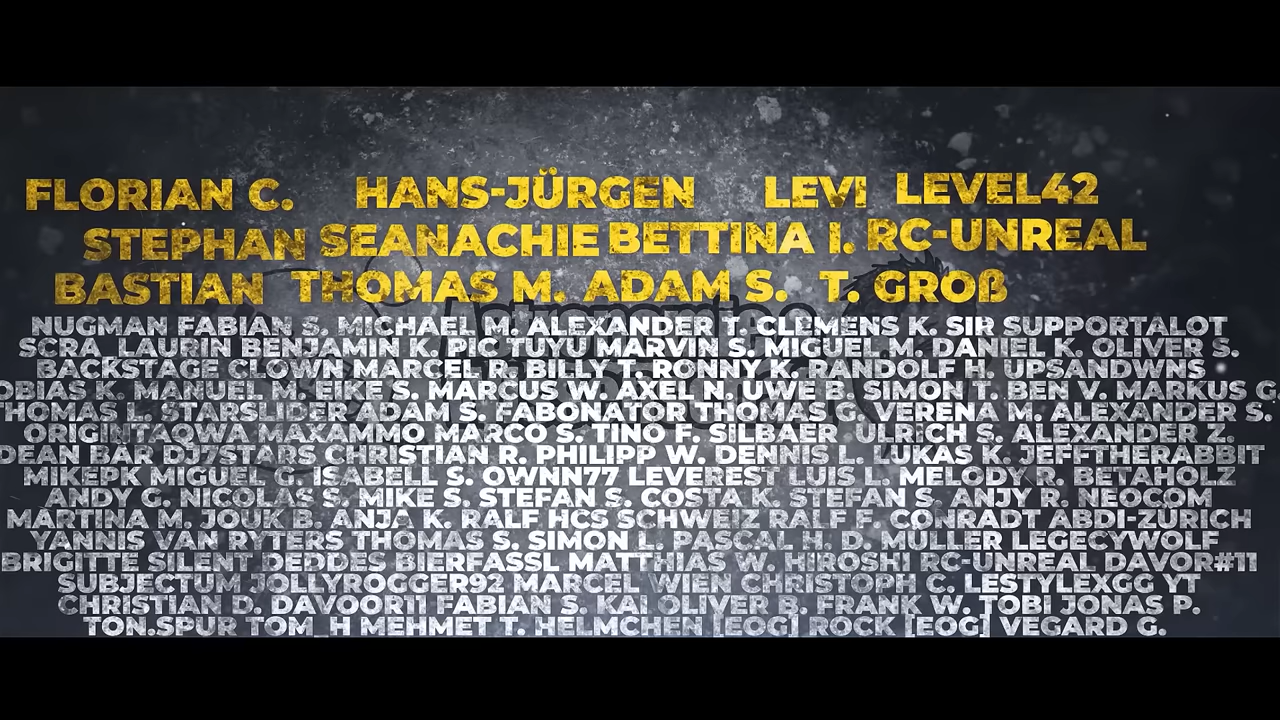 FLORIAN C. HANS-JÜRGEN LEVI LEVEL42
STEPHAN SEANACHIE BETTINA I. RC-UNREAL
BASTIAN THOMAS M. ADAM S. T. GROß
NUGMAN FABIAN S. MICHAEL M. ALEXANDER T. CLEMENS K. SIR SUPPORTALOT
SCRA_LAURIN BENJAMIN K. PIC TUYU MARVIN S. MIGUEL M. DANIEL K. OLIVER S.
BACKSTAGE CLOWN MARCEL R. BILLY T. RONNY K. RANDOLF H. UPSANDWNS
OBIAS K. MANUEL M. EIKE S. MARCUS W. AXEL N. UWE B. SIMON T. BEN V. MARKUS G.
THOMAS L. STARSLIDER ADAM S. FABONATOR THOMAS G. VERENA M. ALEXANDER S.
ORIGINTAQWA MAXAMMO MARCO S. TINO F. SILBAER ULRICH S. ALEXANDER Z.
DEAN BÄR DJ7STARS CHRISTIAN R. PHILIPP W. DENNIS L. LUKAS K. JEFFTHERABBIT
MIKEPK MIGUEL G. ISABELL S. OWNN77 LEVEREST LUIS L. MELODY R. BETAHOLZ
ANDY G. NICOLAS S. MIKE S. STEFAN S. COSTA K. STEFAN S. ANJY R. NEOCOM
MARTINA M. JOUK B. ANJA K. RALF HCS SCHWEIZ RALF F. CONRADT ABDI-ZÜRICH
YANNIS VAN RYTERS THOMAS S. SIMON L. PASCAL H. D. MÜLLER LEGECYWOLF
BRIGITTE SILENT DEDDES BIERFASSL MATTHIAS W. HIROSHI RC-UNREAL DAVOR#11
SUBJECTUM JOLLYROGGER92 MARCEL WIEN CHRISTOPH C. LESTYLEXGG YT
CHRISTIAN D. DAVOOR11 FABIAN S. KAI OLIVER B. FRANK W. TOBI JONAS P.
TON.SPUR TOM_H MEHMET T. HELMCHEN [EOG] ROCK [EOG] VEGARD G.